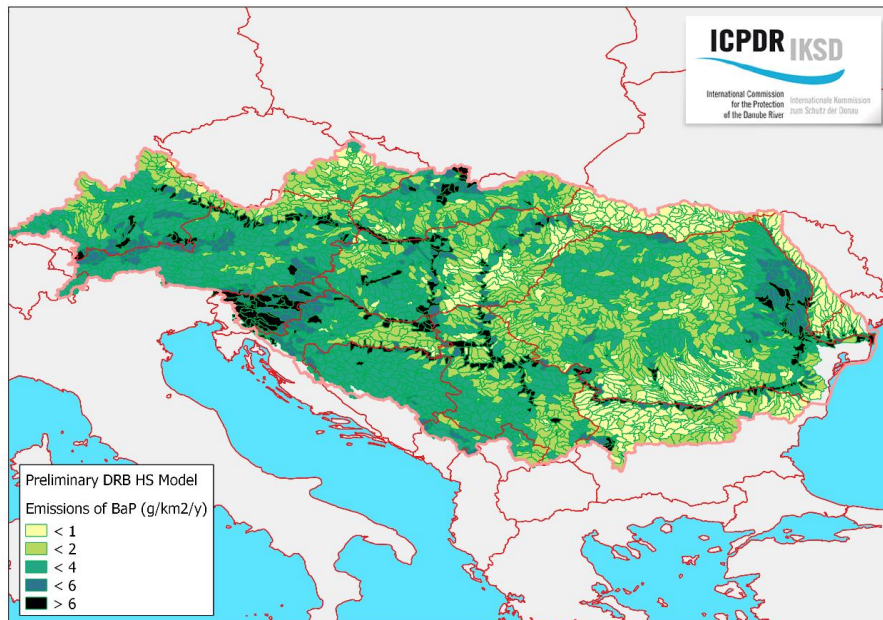 ICPDR IKSD
International Commission
for the Protection
of the Danube River
Internationale Kommission
zum Schutz der Donau
Preliminary DRB HS Model
Emissions of BaP (g/km2/y)
< 1
< 2
< 4
< 6
> 6